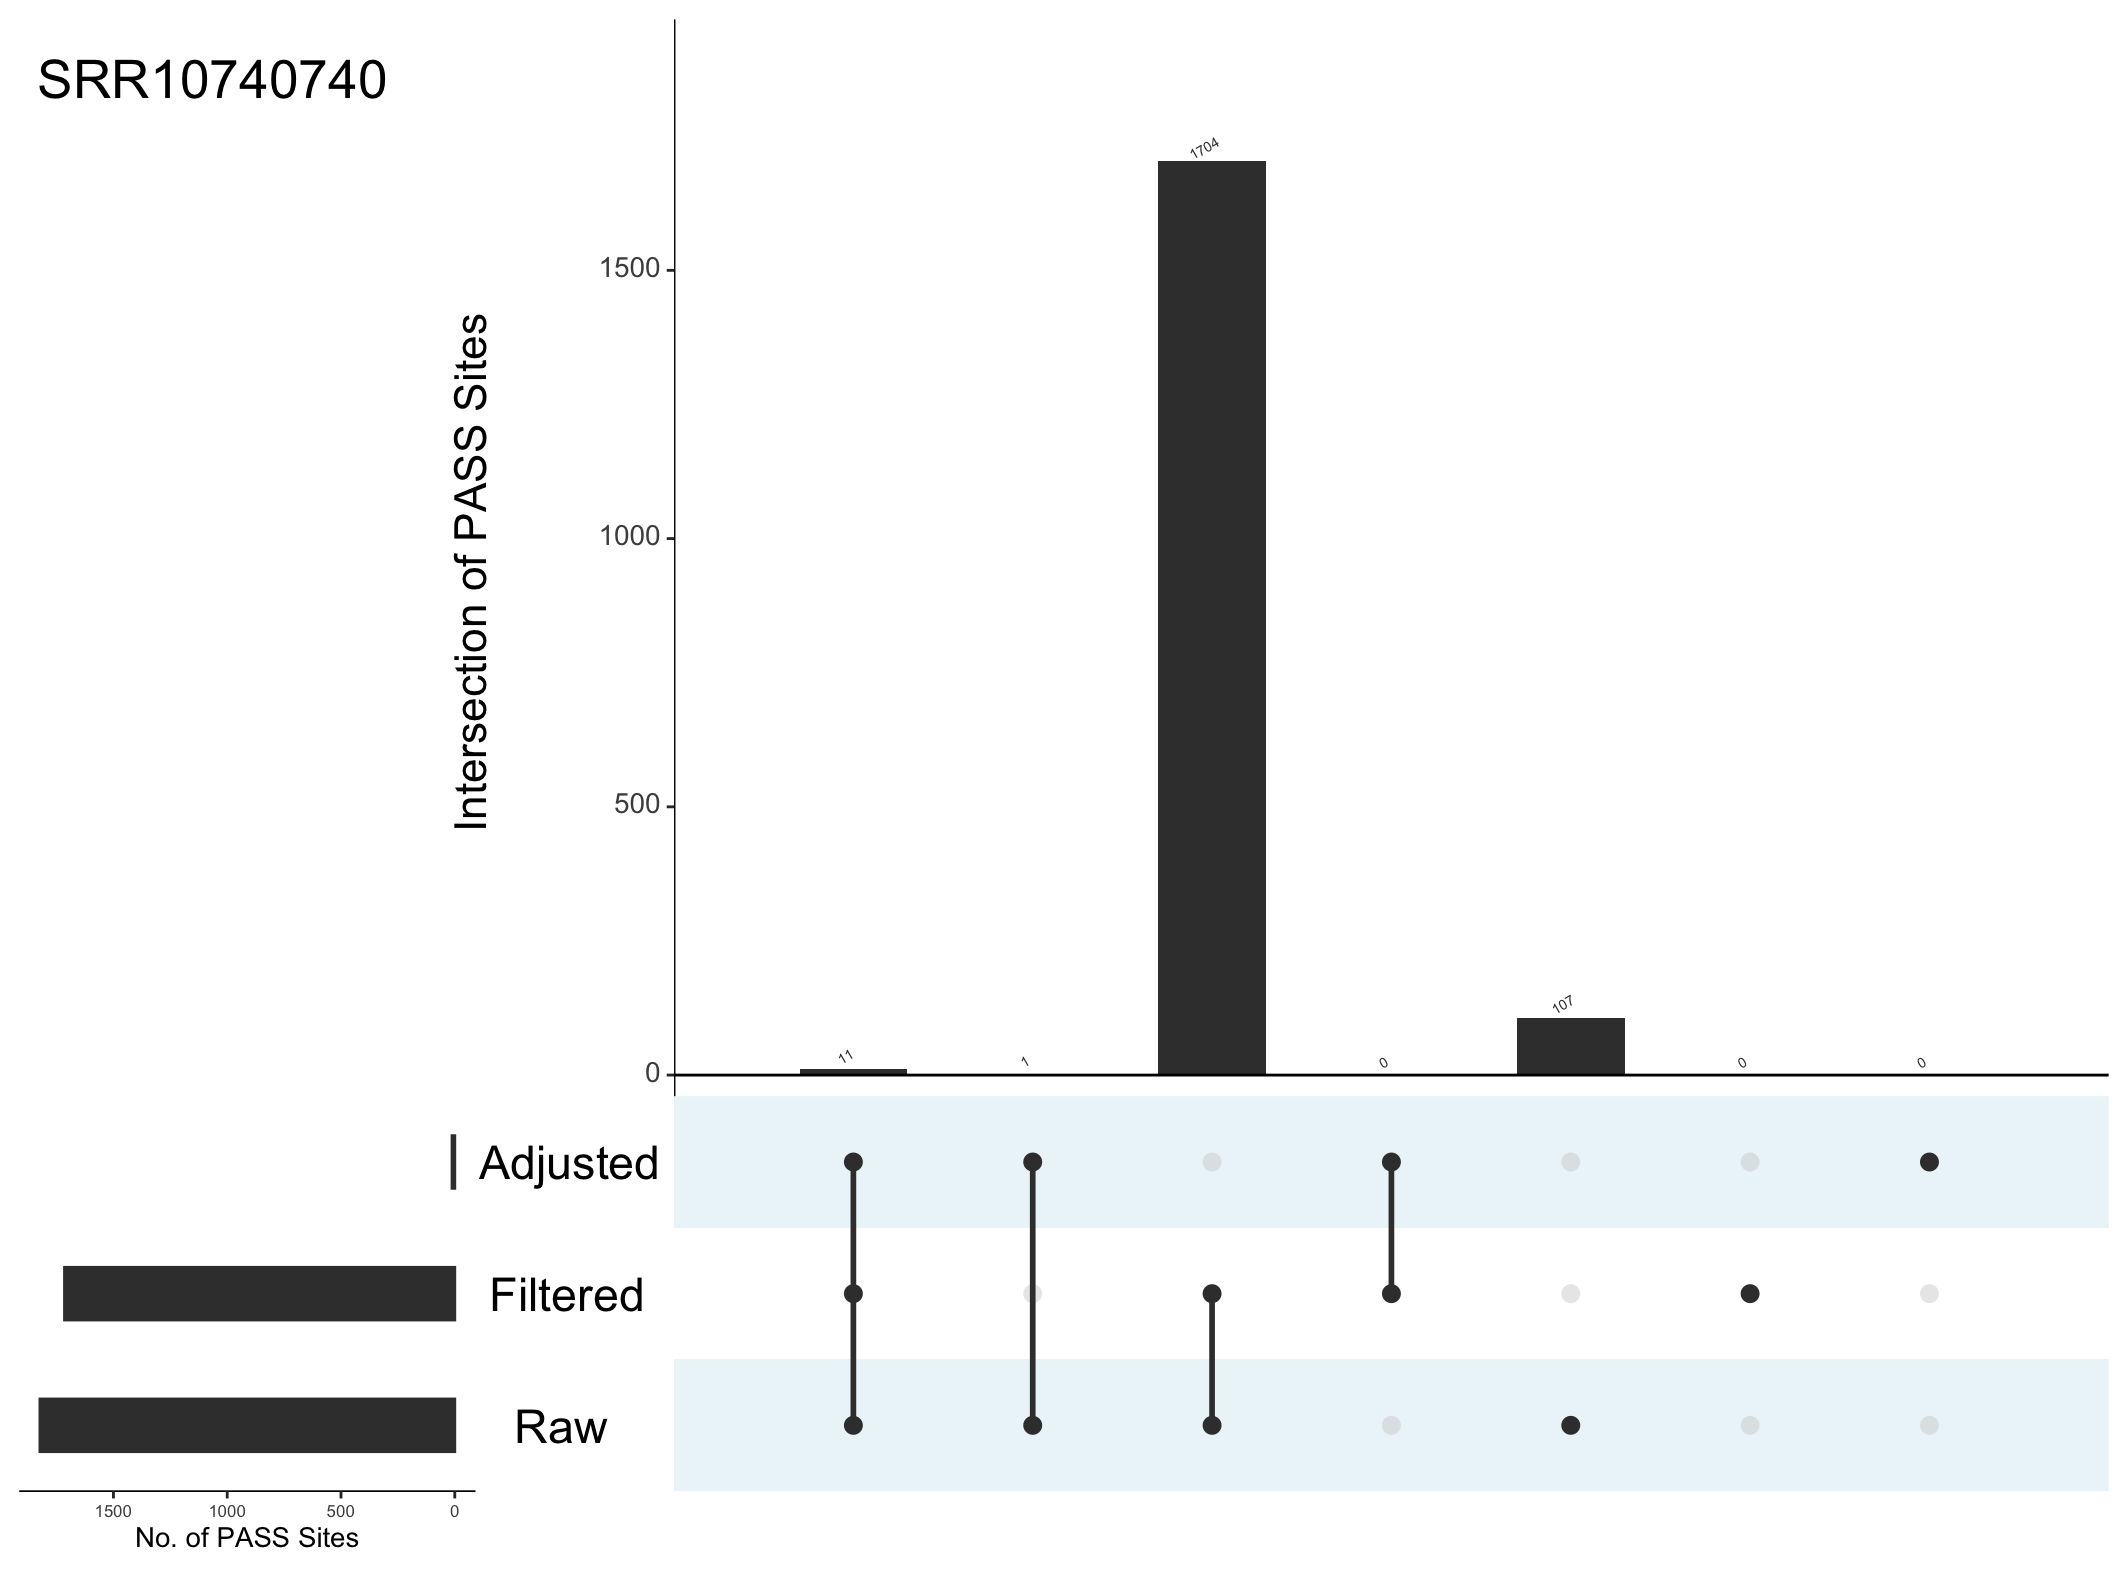 SRR10740740
Intersection of PASS Sites
1500
1000
500
0
1704
11
1
0
107
0
0
Adjusted
Filtered
Raw
1500 1000 500 0
No. of PASS Sites